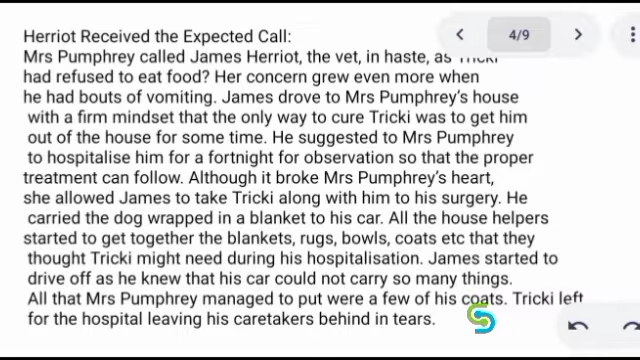 Herriot Received the Expected Call:
4/9
Mrs Pumphrey called James Herriot, the vet, in haste, as Tricki
had refused to eat food? Her concern grew even more when
he had bouts of vomiting. James drove to Mrs Pumphrey's house
with a firm mindset that the only way to cure Tricki was to get him
out of the house for some time. He suggested to Mrs Pumphrey
to hospitalise him for a fortnight for observation so that the proper
treatment can follow. Although it broke Mrs Pumphrey's heart,
she allowed James to take Tricki along with him to his surgery. He
carried the dog wrapped in a blanket to his car. All the house helpers
started to get together the blankets, rugs, bowls, coats etc that they
thought Tricki might need during his hospitalisation. James started to
drive off as he knew that his car could not carry so many things.
All that Mrs Pumphrey managed to put were a few of his coats. Tricki left
for the hospital leaving his caretakers behind in tears.